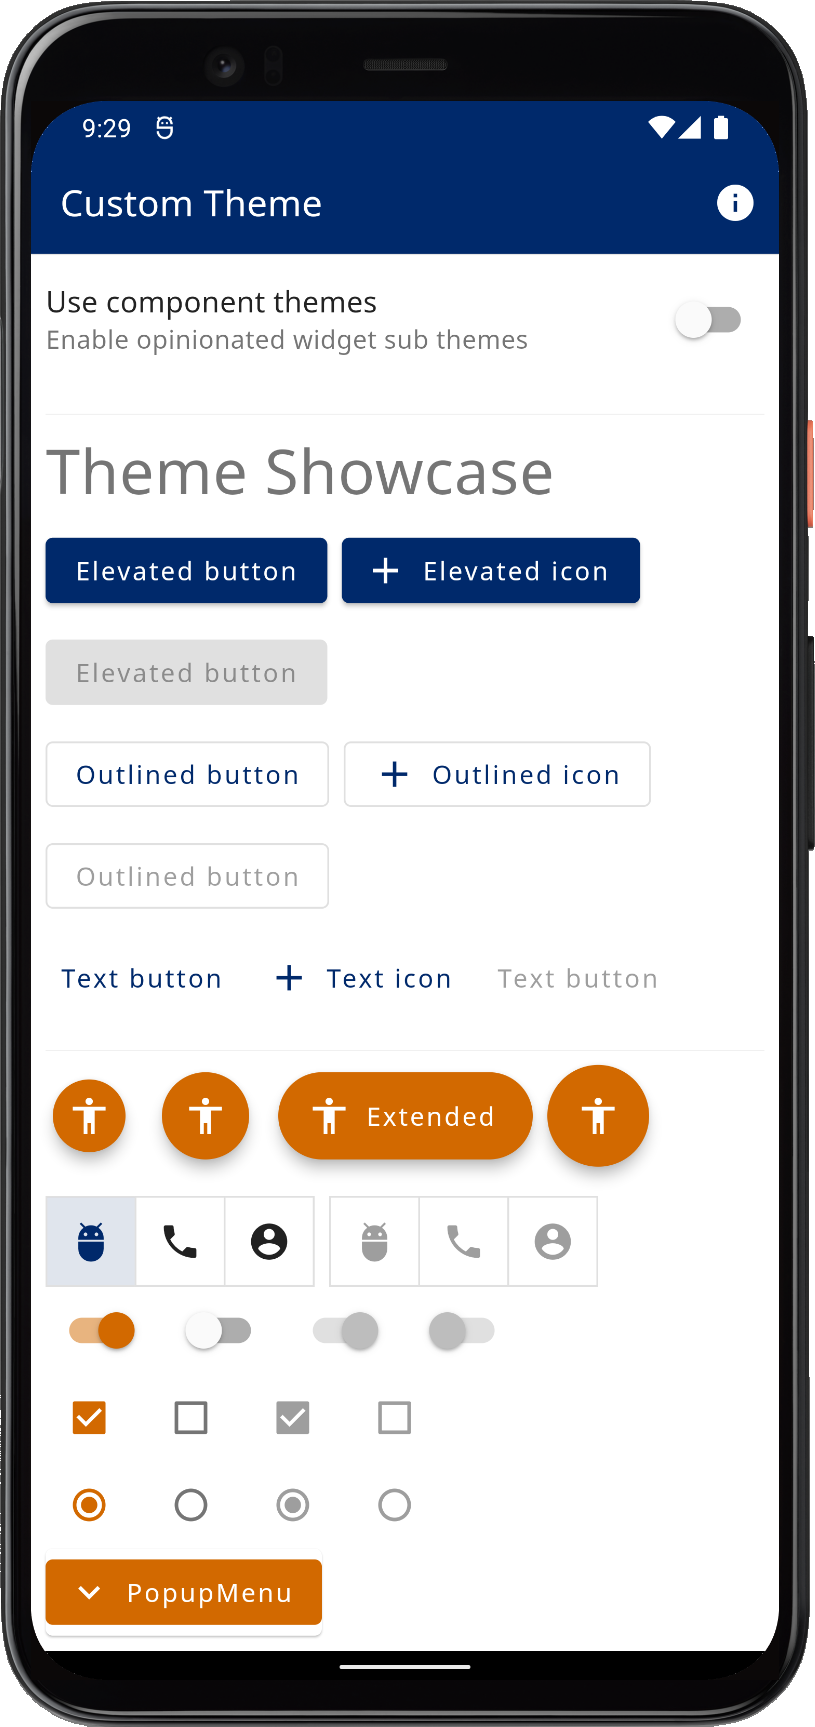 9:29
Custom Theme
Use component themes
Enable opinionated widget sub themes
Theme Showcase
Elevated button
Elevated icon
Elevated button
Outlined button
Outlined icon
Outlined button
Text button
Text icon
Text button
Extended
PopupMenu